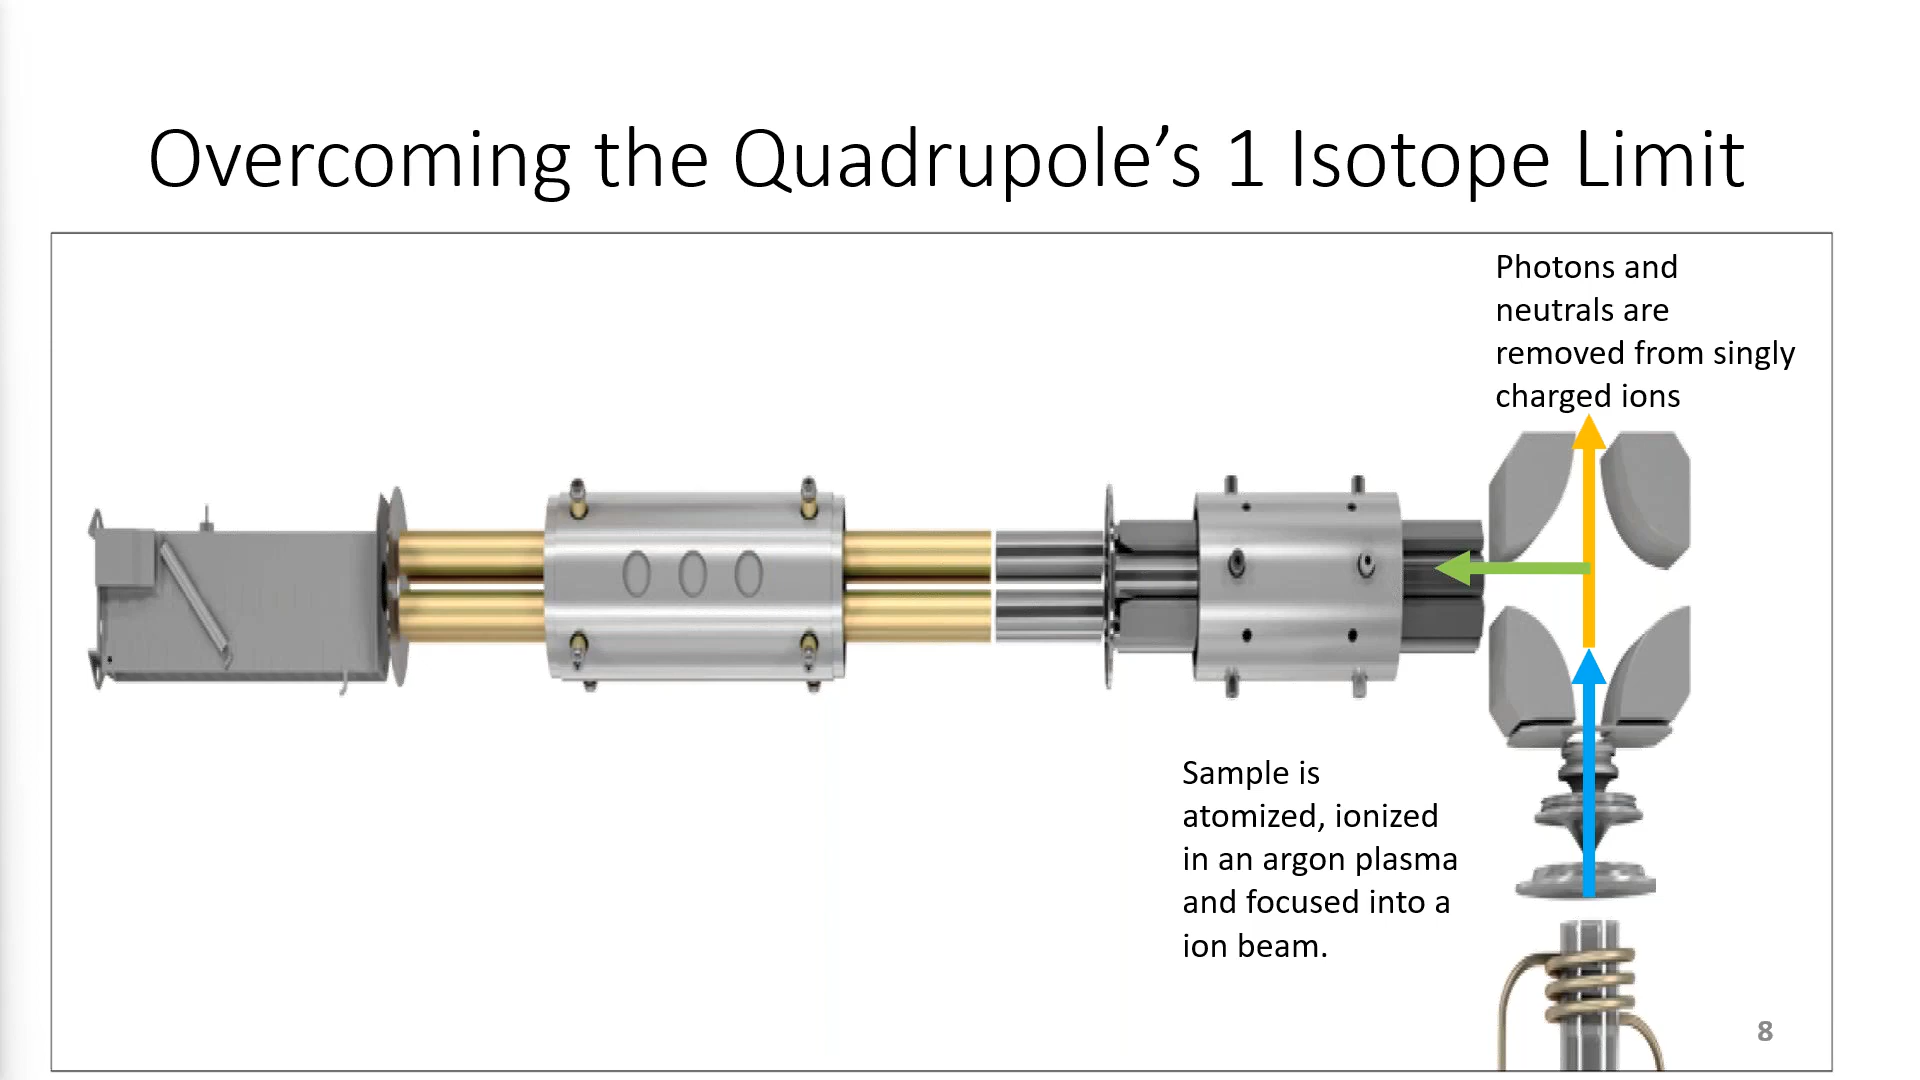 Overcoming the Quadrupole’s 1 Isotope Limit
Photons and
neutrals are
removed from singly
charged ions
Sample is
atomized, ionized
in an argon plasma
and focused into a
ion beam.
8